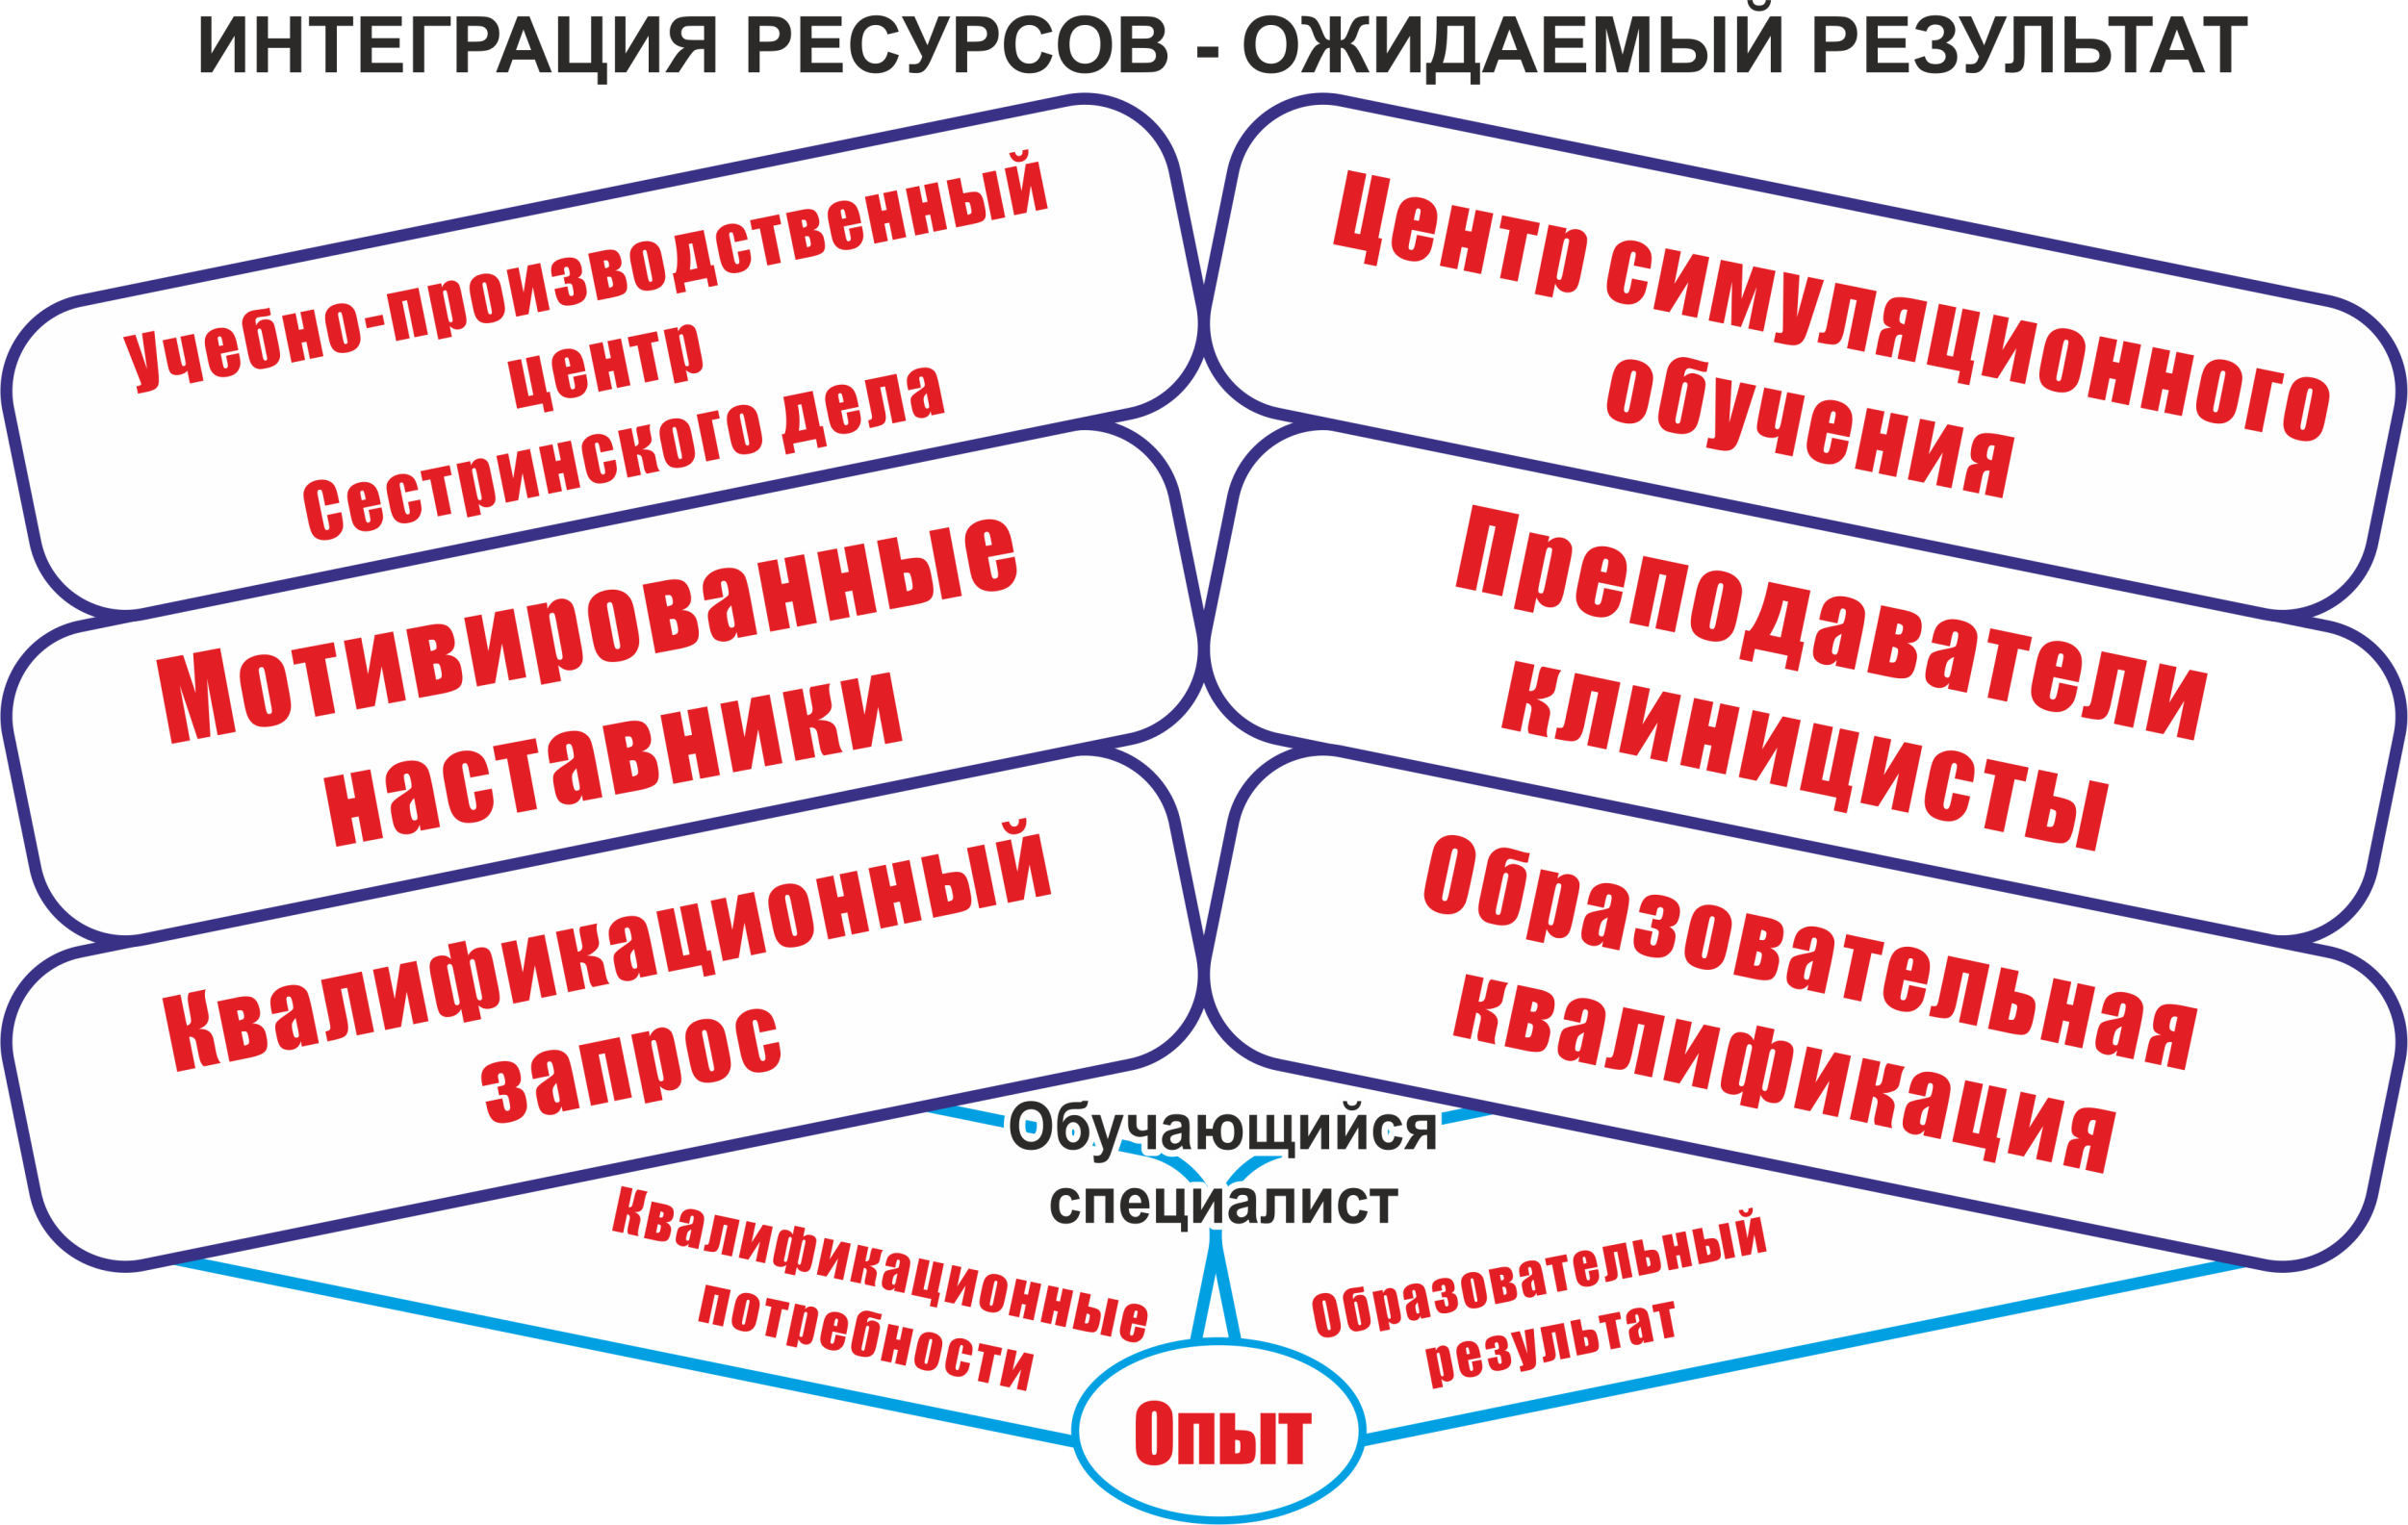 ИНТЕГРАЦИЯ РЕСУРСОВ - ОЖИДАЕМЫЙ РЕЗУЛЬТАТ
Учебно-производственный
центр
Сестринского дела
Центр симуляционного
обучения
Мотивированные
наставники
Преподаватели
клиницисты
Квалификационный
запрос
Образовательная
квалификация
Обучающийся
специалист
Квалификационные
потребности
Образовательный
результат
Опыт